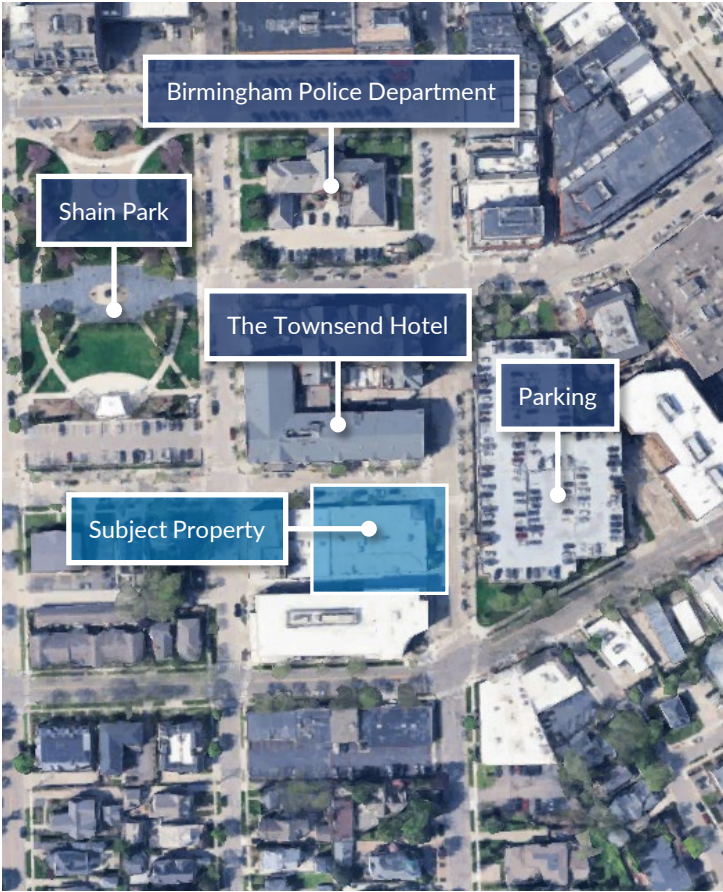 Birmingham Police Department
Shain Park
The Townsend Hotel
Parking
Subject Property